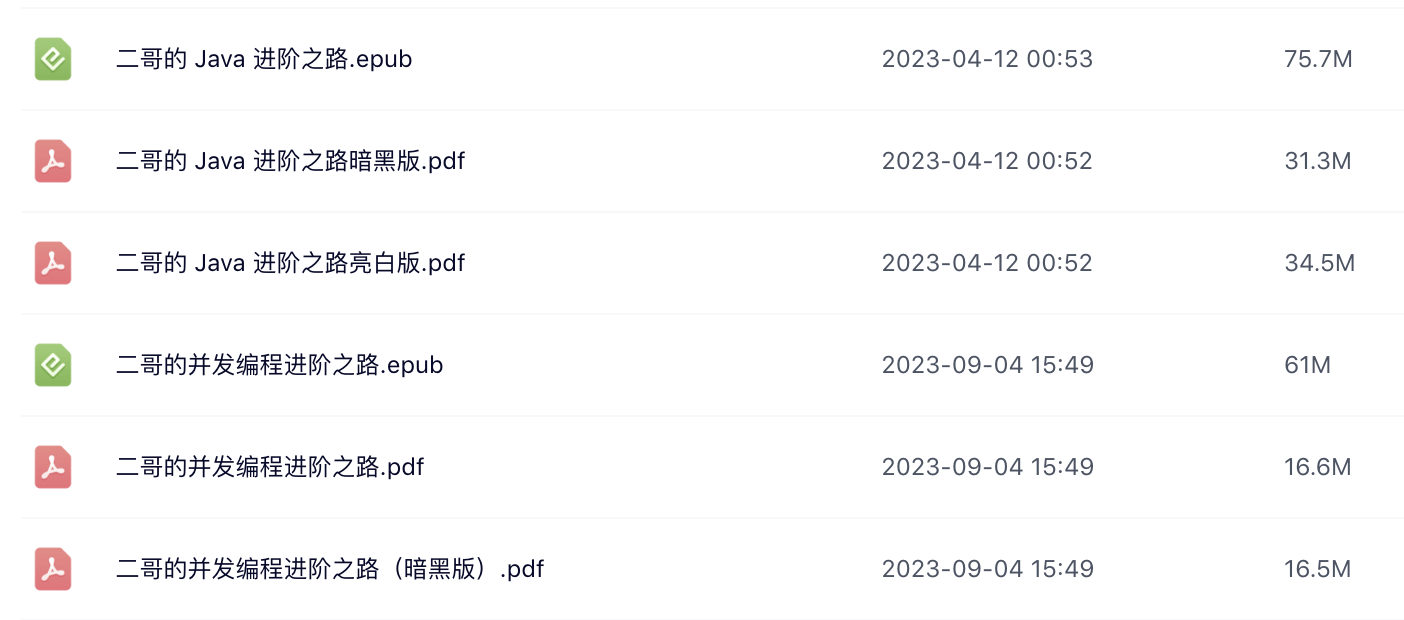 二哥的 Java 进阶之路.epub 2023-04-12 00:53 75.7M
二哥的 Java 进阶之路暗黑版.pdf 2023-04-12 00:52 31.3M
二哥的 Java 进阶之路亮白版.pdf 2023-04-12 00:52 34.5M
二哥的并发编程进阶之路.epub 2023-09-04 15:49 61M
二哥的并发编程进阶之路.pdf 2023-09-04 15:49 16.6M
二哥的并发编程进阶之路（暗黑版）.pdf 2023-09-04 15:49 16.5M